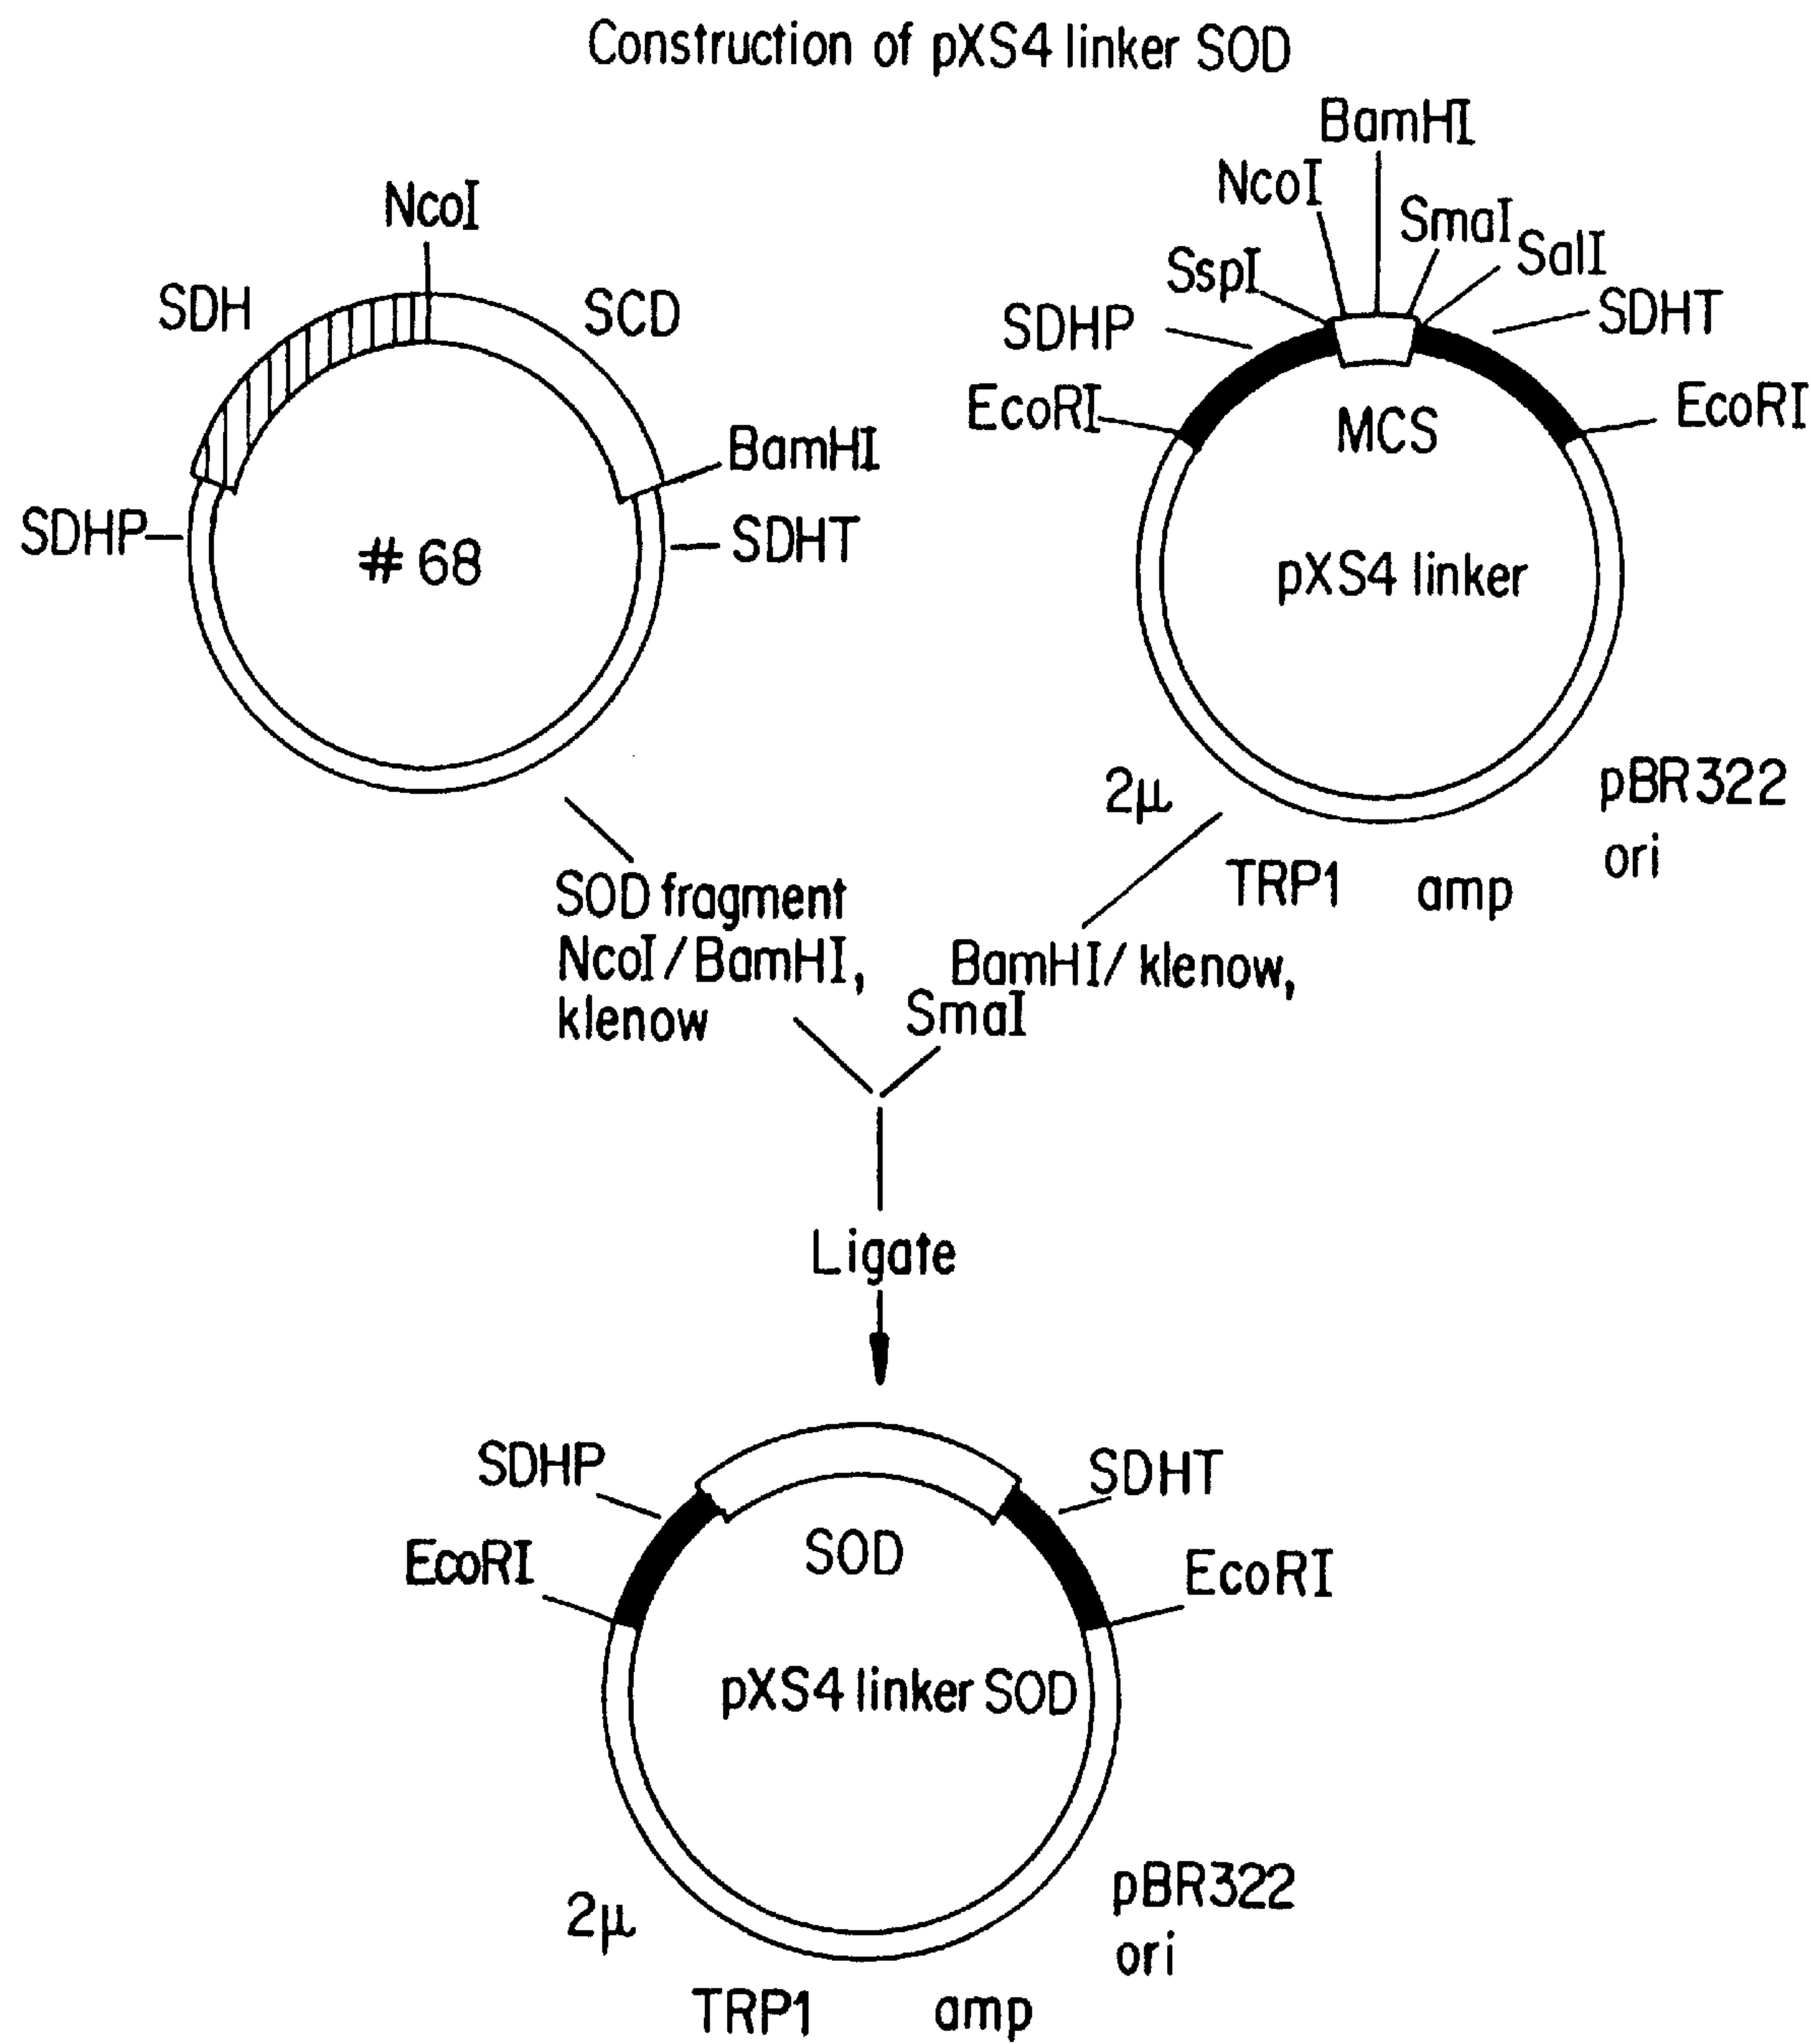 Construction of pXS4 linker SOD
NcoI
SDH
SCD
BamHI
SDHP
SDHT
# 68
BamHI
NcoI
SmaI
SspI
SalI
SDHP
SDHT
EcoRI
EcoRI
MCS
pXS4 linker
2µ
pBR322
ori
TRP1
amp
SOD fragment
NcoI/BamHI,
klenow
BamHI/klenow,
SmaI
Ligate
SDHP
SDHT
SOD
EcoRI
EcoRI
pXS4 linker SOD
2µ
pBR322
ori
TRP1
amp